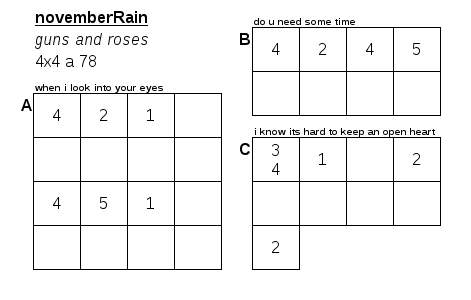 novemberRain
guns and roses
4x4 a 78
when i look into your eyes
A
4 2 1
4 5 1
do u need some time
B
4 2 4 5
i know its hard to keep an open heart
C
3
4 1 2
2